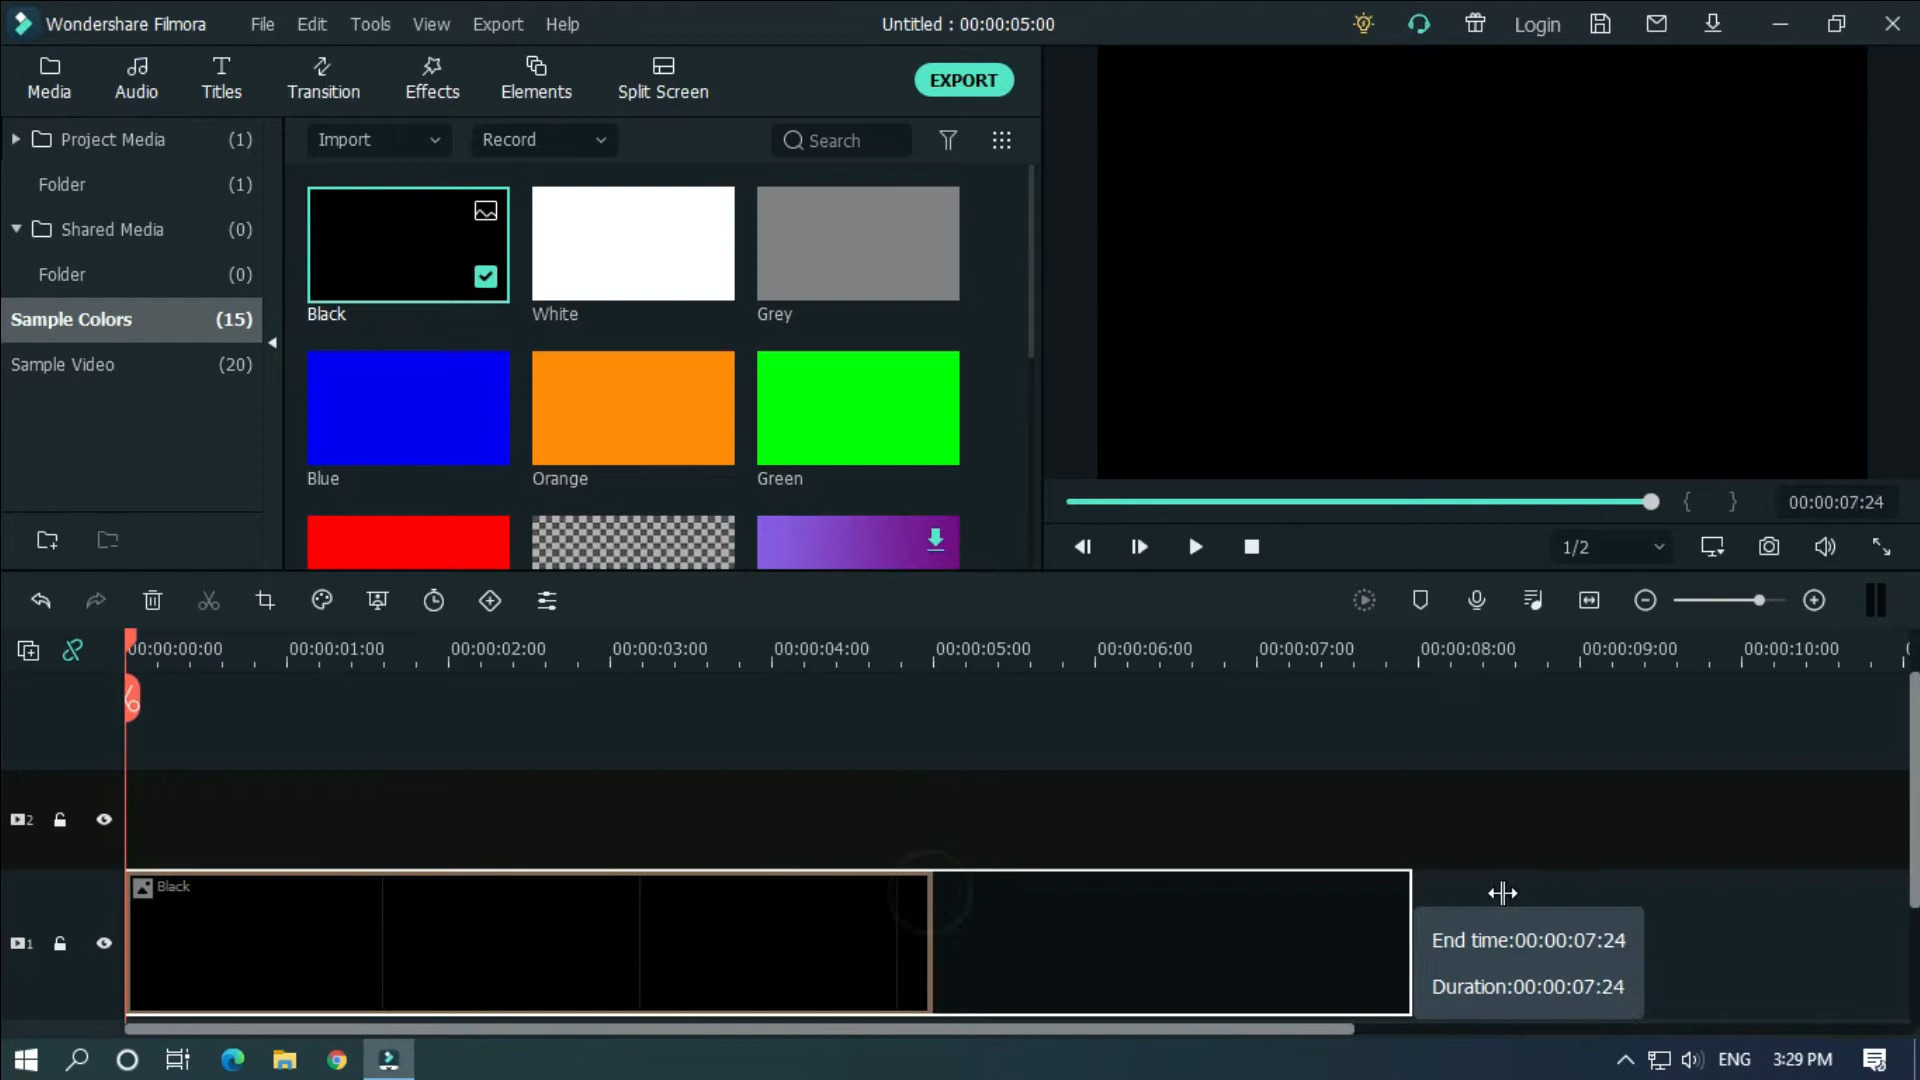 Wondershare Filmora File Edit Tools View Export Help Untitled : 00:00:05:00 Login
Media Audio Titles Transition Effects Elements Split Screen EXPORT
Project Media (1)
Folder (1)
Shared Media (0)
Folder (0)
Sample Colors (15)
Sample Video (20)
Import Record Search
Black White Grey
Blue Orange Green
{ } 00:00:07:24
1/2
00:00:00:00 00:00:01:00 00:00:02:00 00:00:03:00 00:00:04:00 00:00:05:00 00:00:06:00 00:00:07:00 00:00:08:00 00:00:09:00 00:00:10:00
2
Black
1
End time:00:00:07:24
Duration:00:00:07:24
ENG 3:29 PM